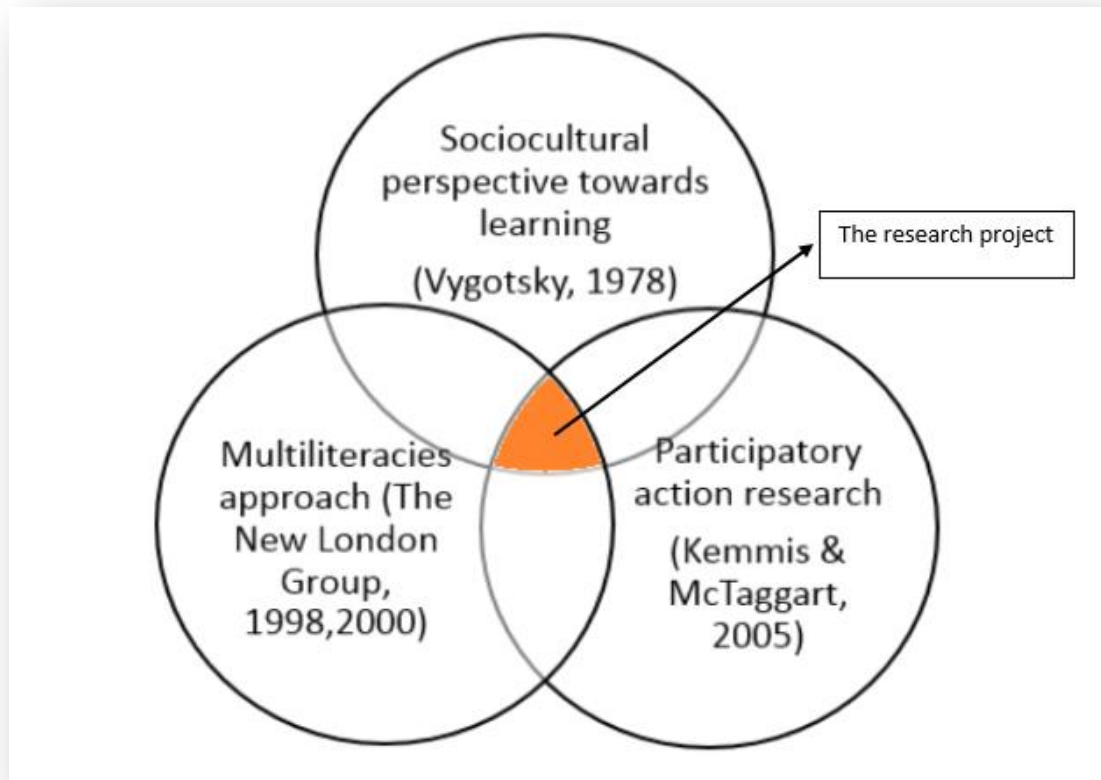 Sociocultural
perspective towards
learning
(Vygotsky, 1978)
The research project
Multiliteracies
approach (The
New London
Group,
1998,2000)
Participatory
action research
(Kemmis &
McTaggart,
2005)